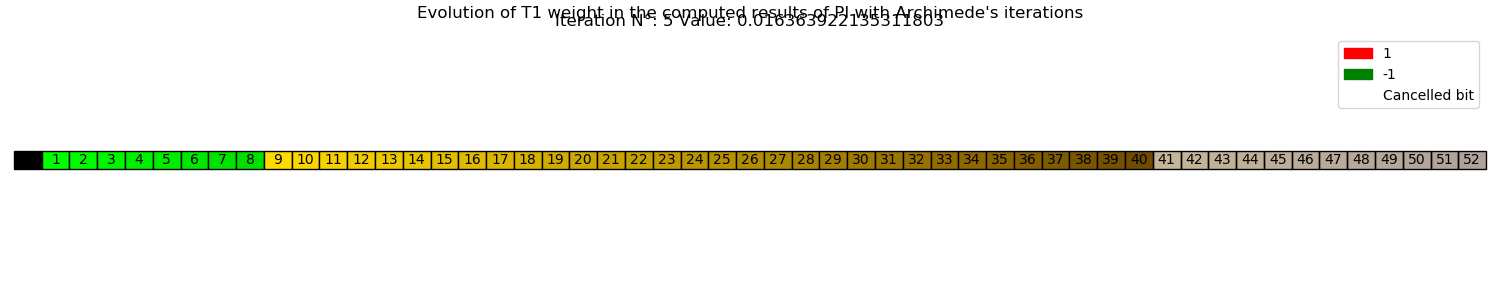 Evolution of T1 weight in the computed results of PI with Archimede's iterations
Iteration N°: 5 Value: 0.016363922135311803
1
-1
Cancelled bit
1 2 3 4 5 6 7 8 9 10 11 12 13 14 15 16 17 18 19 20 21 22 23 24 25 26 27 28 29 30 31 32 33 34 35 36 37 38 39 40 41 42 43 44 45 46 47 48 49 50 51 52